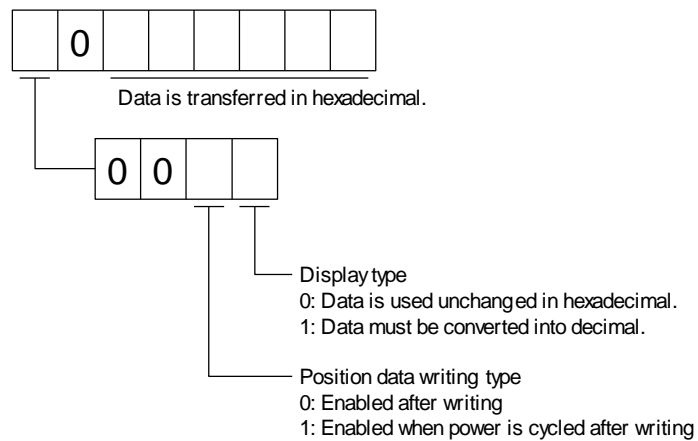 0
Data is transferred in hexadecimal.
0 0
Display type
0: Data is used unchanged in hexadecimal.
1: Data must be converted into decimal.
Position data writing type
0: Enabled after writing
1: Enabled when power is cycled after writing